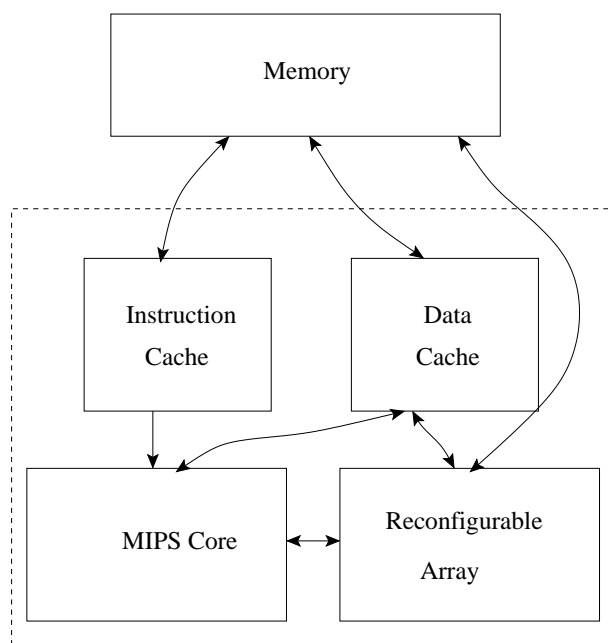 Memory
Instruction
Cache
Data
Cache
MIPS Core
Reconfigurable
Array